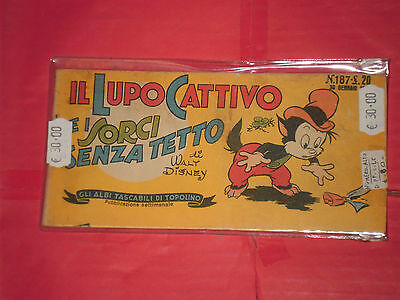 IL LUPO CATTIVO
E I SORCI
SENZA TETTO
di
WALT
DISNEY
GLI ALBI TASCABILI DI TOPOLINO
Pubblicazione settimanale
N. 187 - L. 20
GENNAIO
€ 30.00
€ 30.00